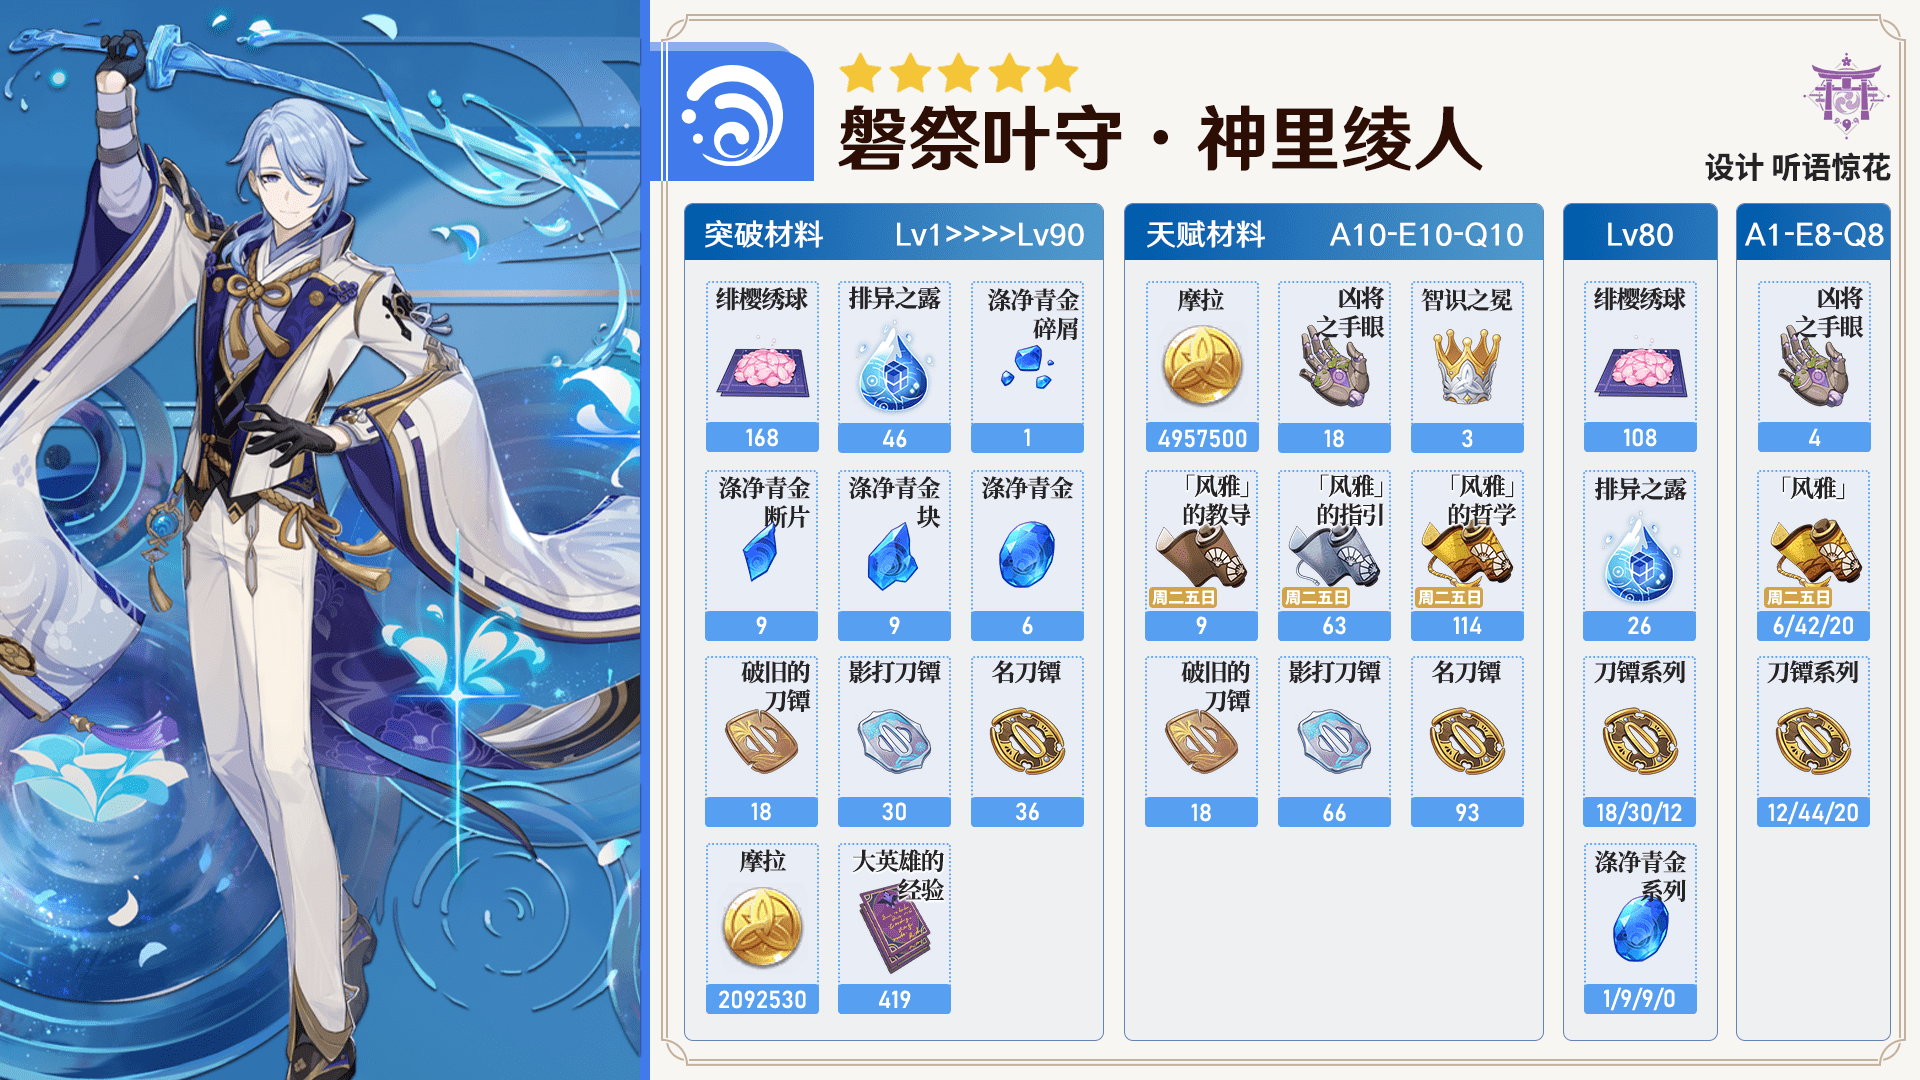 磐祭叶守·神里绫人
设计 听语惊花
突破材料 Lv1>>>>Lv90
绯樱绣球
168
排异之露
46
涤净青金
碎屑
1
涤净青金
断片
9
涤净青金
块
9
涤净青金
6
破旧的
刀镡
18
影打刀镡
30
名刀镡
36
摩拉
2092530
大英雄的
经验
419
天赋材料 A10-E10-Q10
摩拉
4957500
凶将
之手眼
18
智识之冕
3
「风雅」
的教导
周二五日
9
「风雅」
的指引
周二五日
63
「风雅」
的哲学
周二五日
114
破旧的
刀镡
18
影打刀镡
66
名刀镡
93
Lv80
绯樱绣球
108
排异之露
26
刀镡系列
18/30/12
涤净青金
系列
1/9/9/0
A1-E8-Q8
凶将
之手眼
4
「风雅」
周二五日
6/42/20
刀镡系列
12/44/20